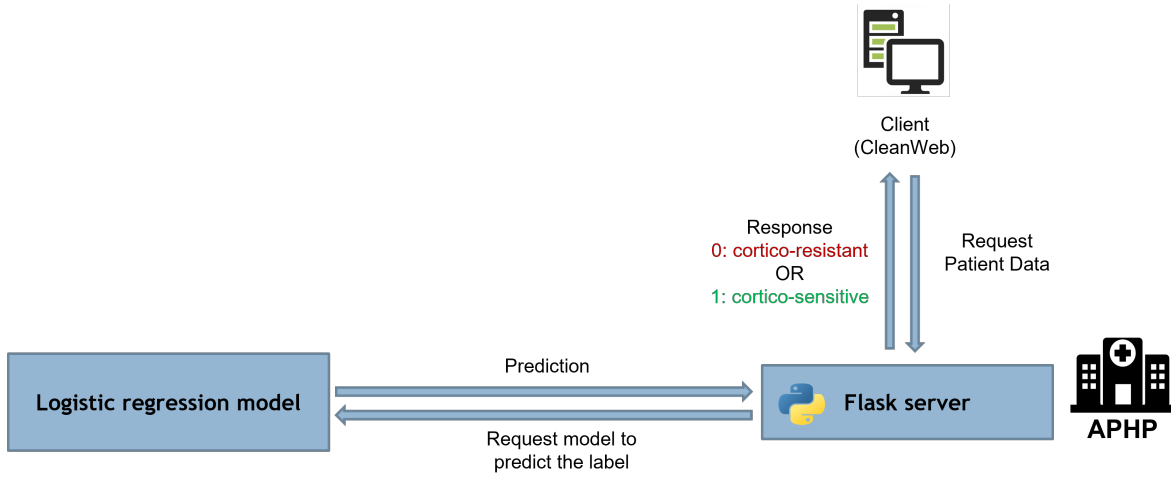 Client
(CleanWeb)
Response
0: cortico-resistant
OR
1: cortico-sensitive
Request
Patient Data
Logistic regression model
Prediction
Request model to
predict the label
Flask server
APHP